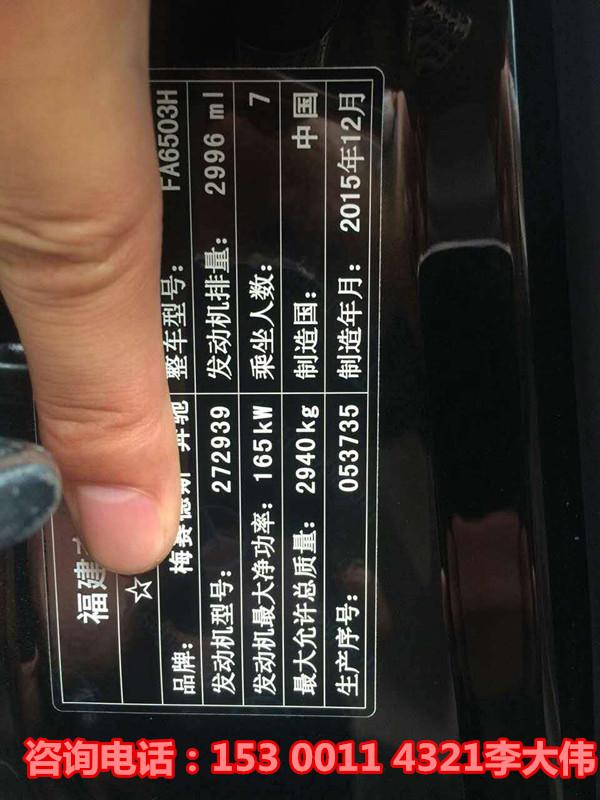 福建
☆
品牌: 梅赛德斯 奔驰 整车型号: FA6503H
发动机型号: 272939 发动机排量: 2996 ml
发动机最大净功率: 165kW 乘坐人数: 7
最大允许总质量: 2940kg 制造国: 中国
生产序号: 053735 制造年月: 2015年12月
咨询电话：153 0011 4321李大伟